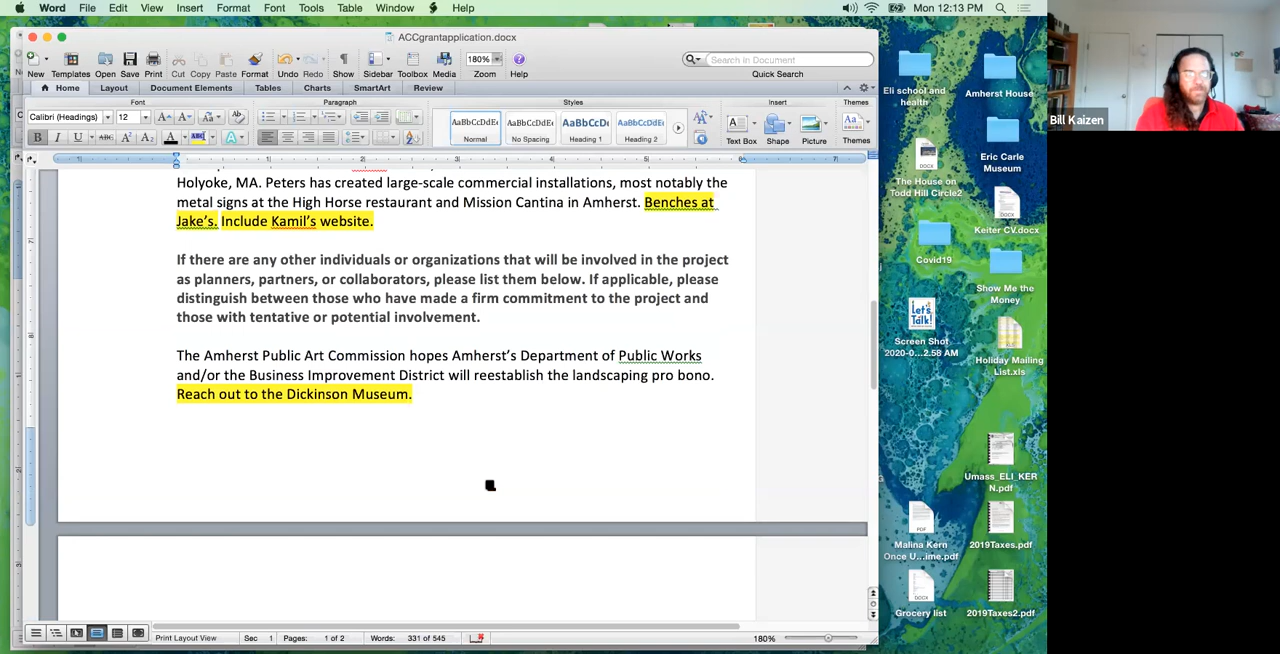 Word File Edit View Insert Format Font Tools Table Window Help
Mon 12:13 PM
ACCgrantapplication.docx
New Templates Open Save Print Cut Copy Paste Format Undo Redo Show Sidebar Toolbox Media Zoom Help
180%
Search in Document
Quick Search
Home Layout Document Elements Tables Charts SmartArt Review
Font Paragraph Styles Insert Themes
Calibri (Headings) 12
AaBbCcDdEe AaBbCcDdEe AaBbCcDc AaBbCcDdEe
Normal No Spacing Heading 1 Heading 2
Text Box Shape Picture Themes
Holyoke, MA. Peters has created large-scale commercial installations, most notably the
metal signs at the High Horse restaurant and Mission Cantina in Amherst. Benches at
Jake's. Include Kamil's website.
If there are any other individuals or organizations that will be involved in the project
as planners, partners, or collaborators, please list them below. If applicable, please
distinguish between those who have made a firm commitment to the project and
those with tentative or potential involvement.
The Amherst Public Art Commission hopes Amherst's Department of Public Works
and/or the Business Improvement District will reestablish the landscaping pro bono.
Reach out to the Dickinson Museum.
Print Layout View Sec 1 Pages: 1 of 2 Words: 331 of 545 180%
Eli school and
health
Amherst House
The House on
Todd Hill Circle2
Eric Carle
Museum
Keiter CV.docx
Covid19
Show Me the
Money
Let's
Talk!
Screen Shot
2020-0...2.58 AM
Holiday Mailing
List.xls
Umass_ELI_KER
N.pdf
Malina Kern
Once U...ime.pdf
2019Taxes.pdf
Grocery list
2019Taxes2.pdf
Bill Kaizen